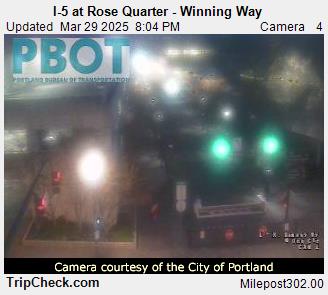 I-5 at Rose Quarter - Winning Way
Updated Mar 29 2025 8:04 PM Camera 4
PBOT
PORTLAND BUREAU OF TRANSPORTATION
Camera courtesy of the City of Portland
TripCheck.com Milepost302.00